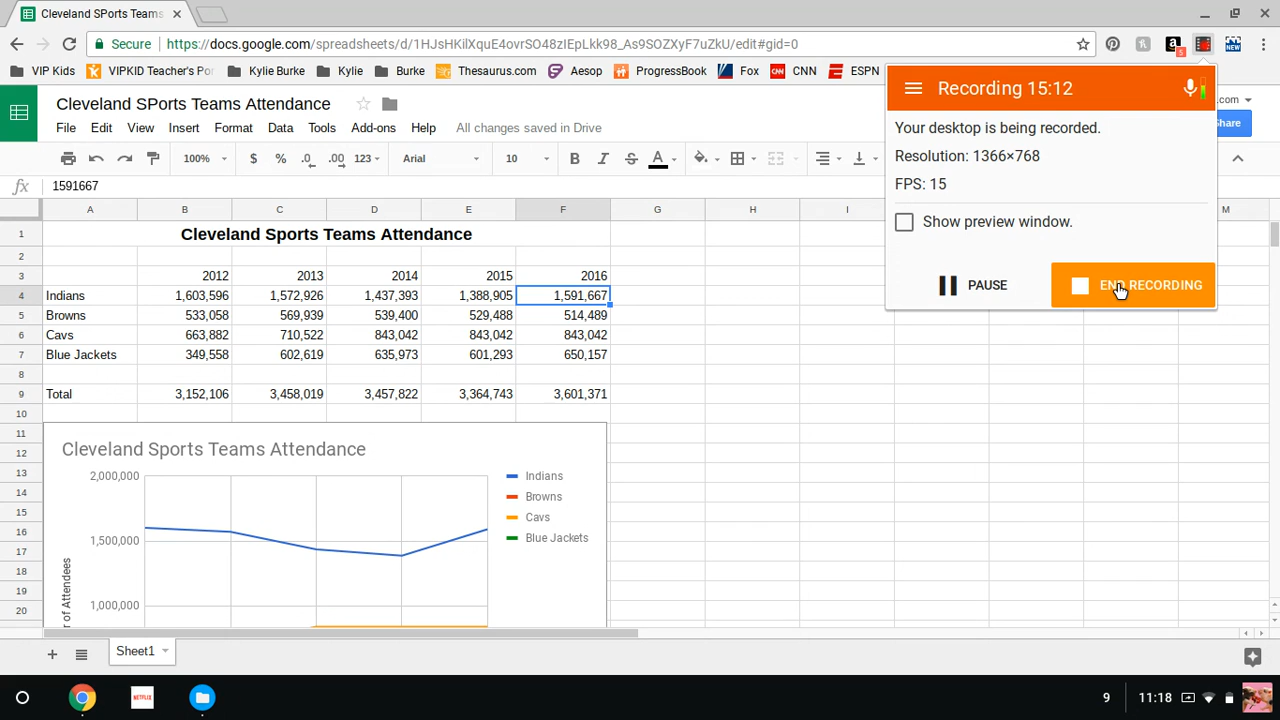 Cleveland SPorts Teams
Secure https://docs.google.com/spreadsheets/d/
/edit#gid=0
5
NEW
VIP Kids VIPKID Teacher's Por Kylie Burke Kylie Burke Thesaurus.com Aesop ProgressBook Fox CNN ESPN
Recording 15:12
Your desktop is being recorded.
Resolution: 1366×768
FPS: 15
Show preview window.
PAUSE
END RECORDING
Cleveland SPorts Teams Attendance
.com
File Edit View Insert Format Data Tools Add-ons Help All changes saved in Drive
Share
100% $ % .0 .00 123 Arial 10 B I S A
fx 1591667
A B C D E F G H I M
1 Cleveland Sports Teams Attendance
2
3 2012 2013 2014 2015 2016
4 Indians 1,603,596 1,572,926 1,437,393 1,388,905 1,591,667
5 Browns 533,058 569,939 539,400 529,488 514,489
6 Cavs 663,882 710,522 843,042 843,042 843,042
7 Blue Jackets 349,558 602,619 635,973 601,293 650,157
8
9 Total 3,152,106 3,458,019 3,457,822 3,364,743 3,601,371
10
11
12
13
14
15
16
17
18
19
20
Cleveland Sports Teams Attendance
2,000,000
1,500,000
1,000,000
r of Attendees
Indians
Browns
Cavs
Blue Jackets
Sheet1
NETFLIX
9 11:18